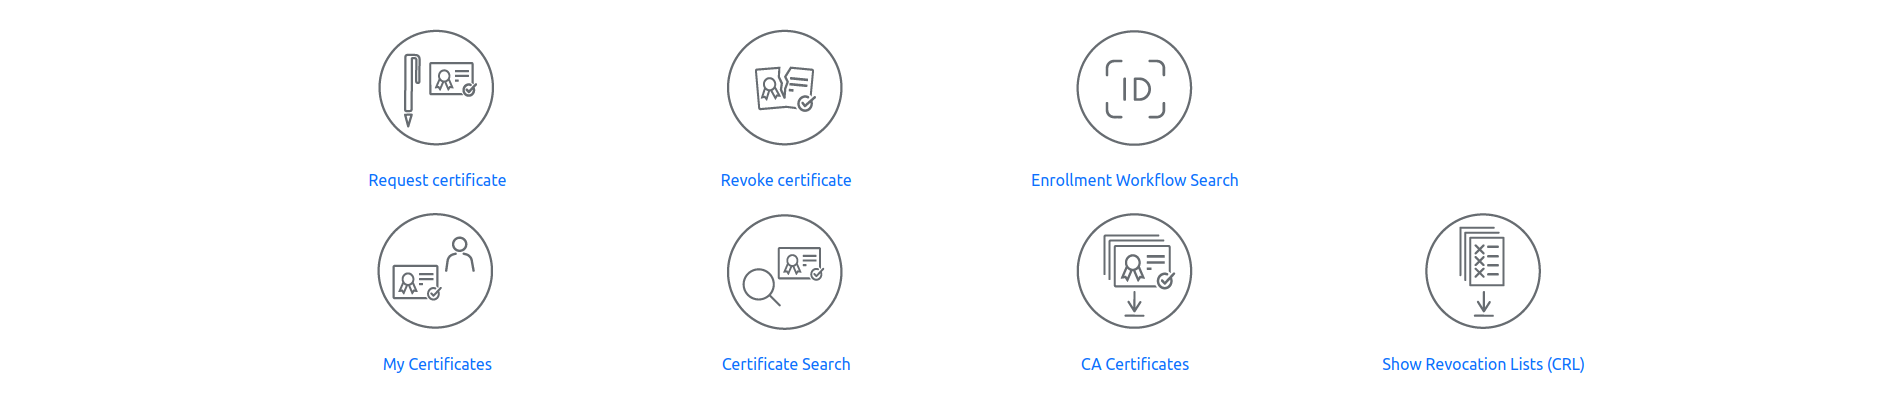 ID
Request certificate
Revoke certificate
Enrollment Workflow Search
My Certificates
Certificate Search
CA Certificates
Show Revocation Lists (CRL)